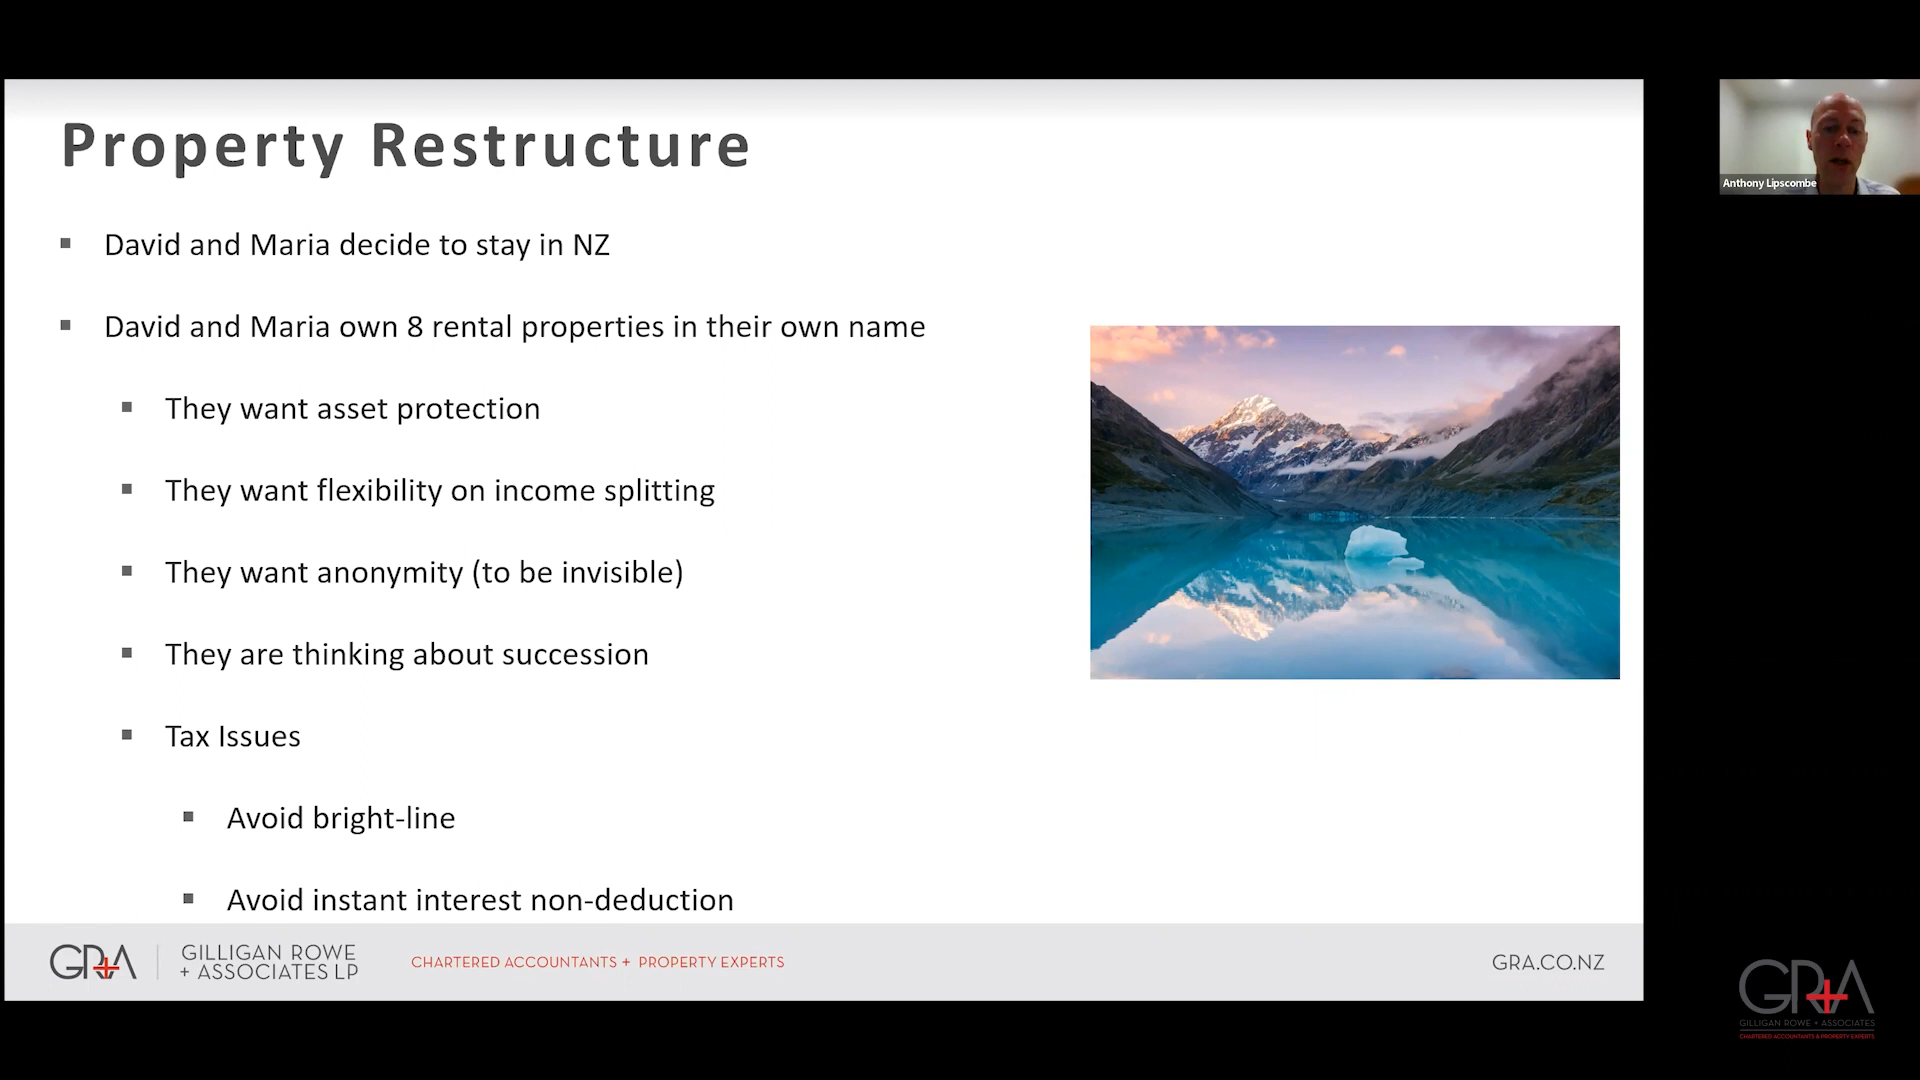 Property Restructure
David and Maria decide to stay in NZ
David and Maria own 8 rental properties in their own name
They want asset protection
They want flexibility on income splitting
They want anonymity (to be invisible)
They are thinking about succession
Tax Issues
Avoid bright-line
Avoid instant interest non-deduction
GRA
GILLIGAN ROWE
+ ASSOCIATES LP
CHARTERED ACCOUNTANTS + PROPERTY EXPERTS
GRA.CO.NZ
Anthony Lipscombe
GRA
GILLIGAN ROWE + ASSOCIATES
CHARTERED ACCOUNTANTS & PROPERTY EXPERTS